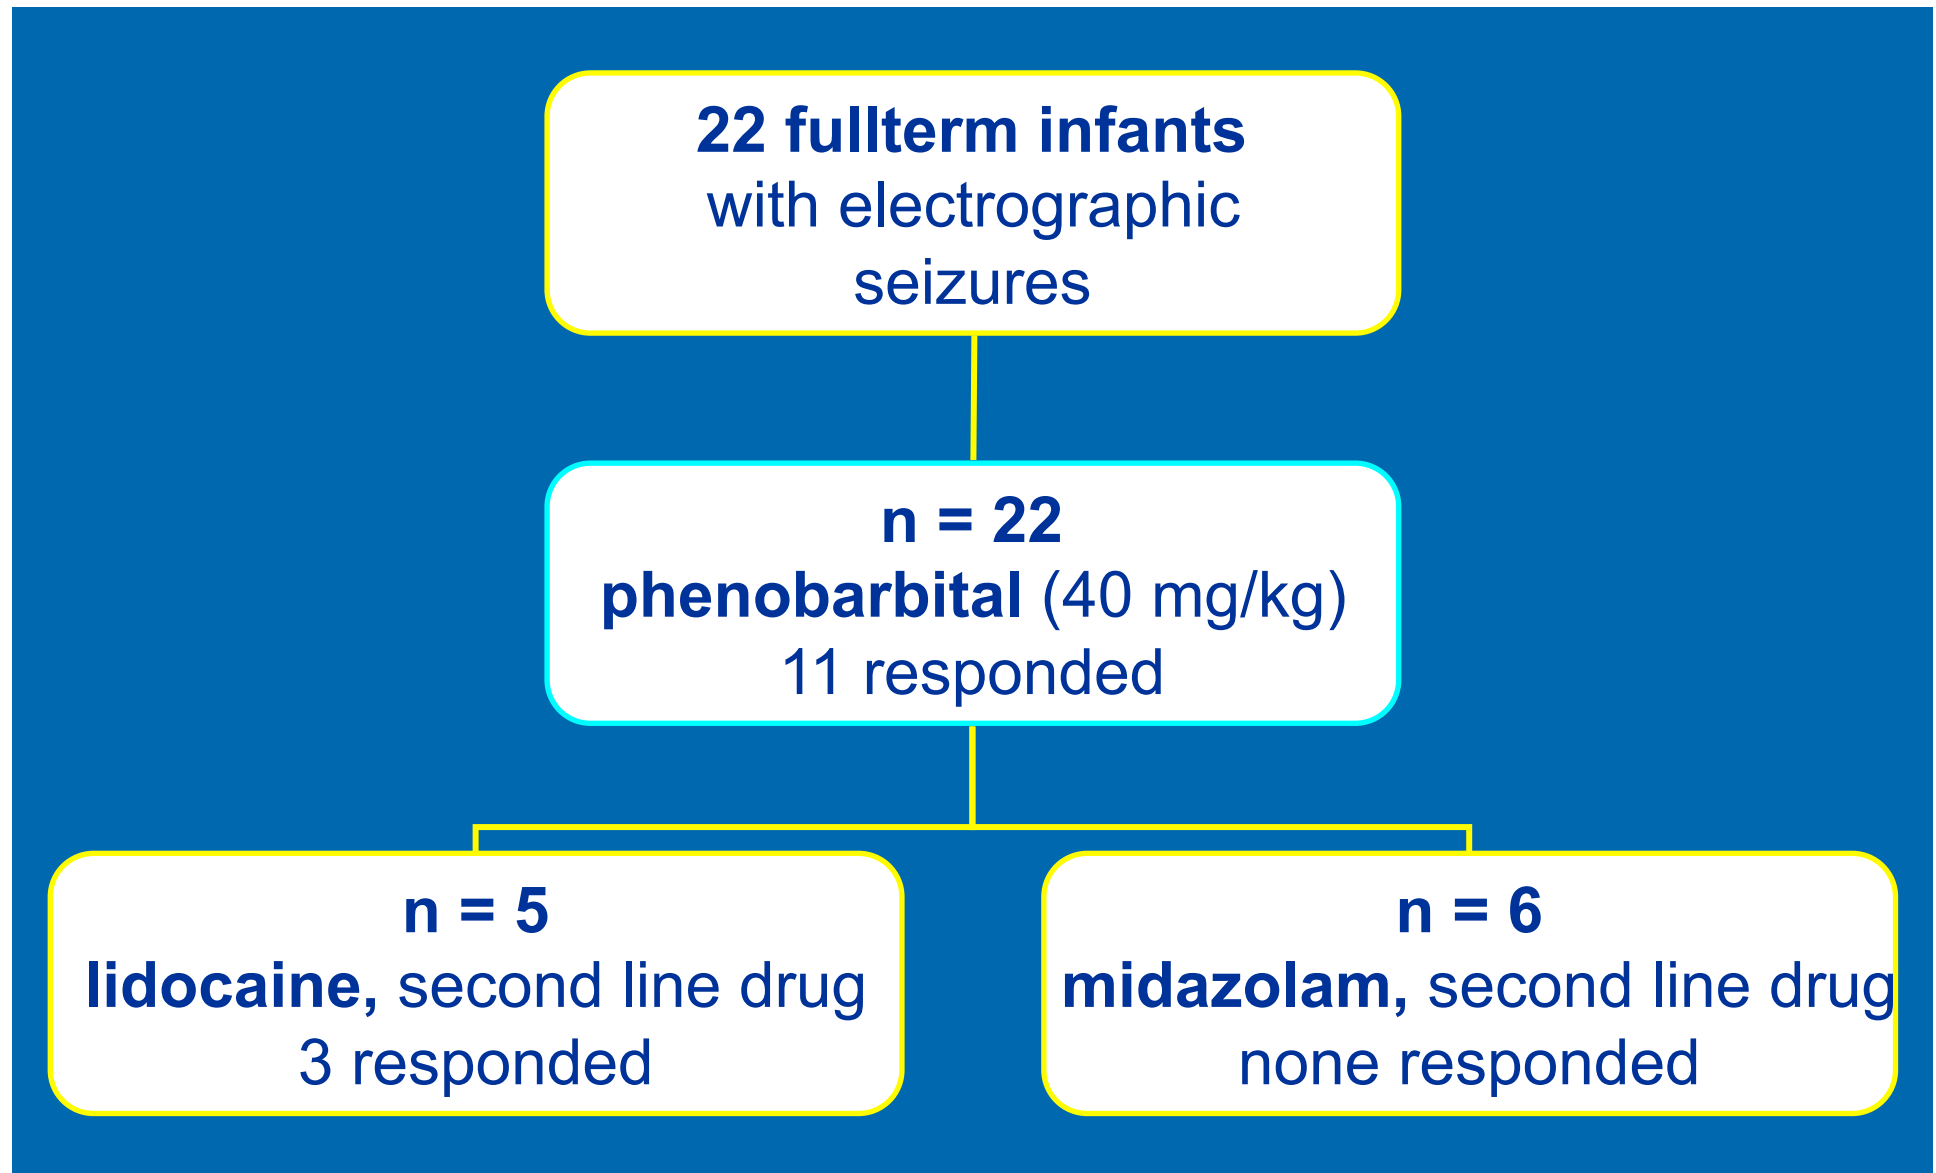 22 fullterm infants
with electrographic
seizures
n = 22
phenobarbital (40 mg/kg)
11 responded
n = 5
lidocaine, second line drug
3 responded
n = 6
midazolam, second line drug
none responded